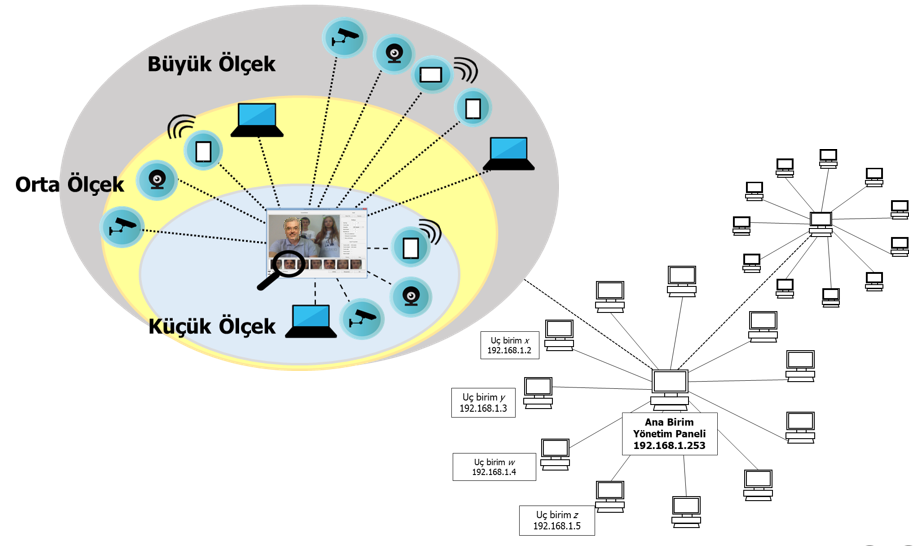 Büyük Ölçek
Orta Ölçek
Küçük Ölçek
Uç birim x
192.168.1.2
Uç birim y
192.168.1.3
Uç birim w
192.168.1.4
Uç birim z
192.168.1.5
Ana Birim
Yönetim Paneli
192.168.1.253